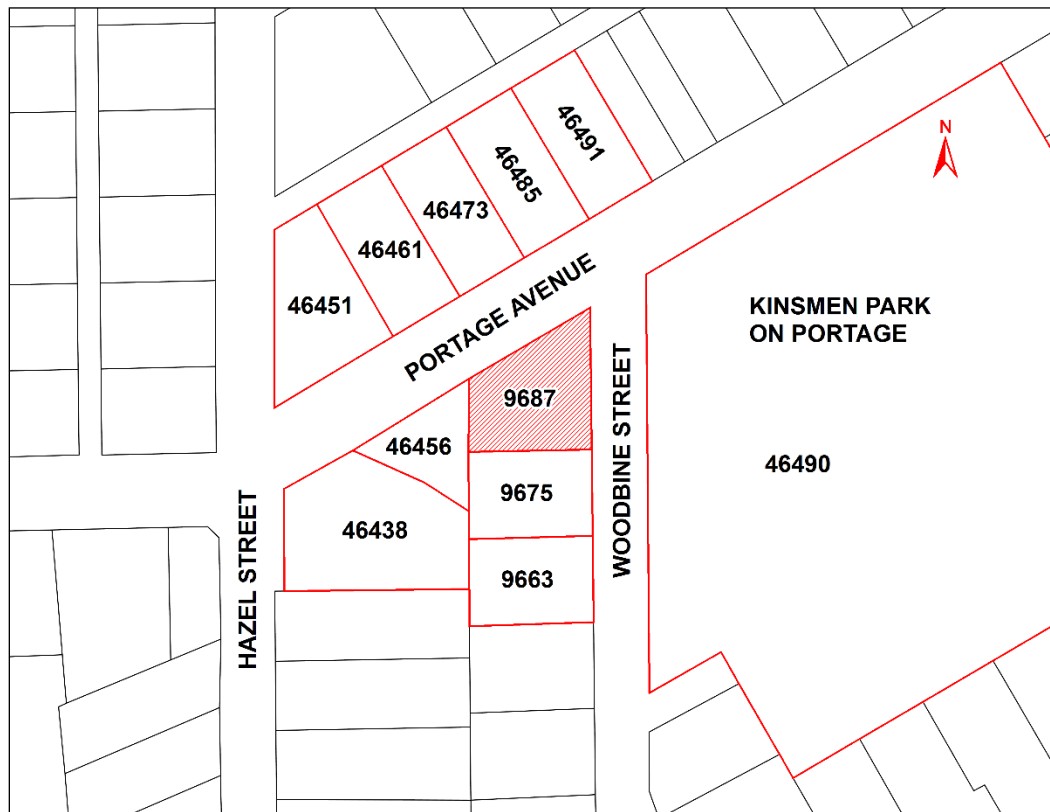 N
46491
46485
46473
46461
46451
PORTAGE AVENUE
KINSMEN PARK
ON PORTAGE
9687
46456
46490
9675
WOODBINE STREET
46438
9663
HAZEL STREET